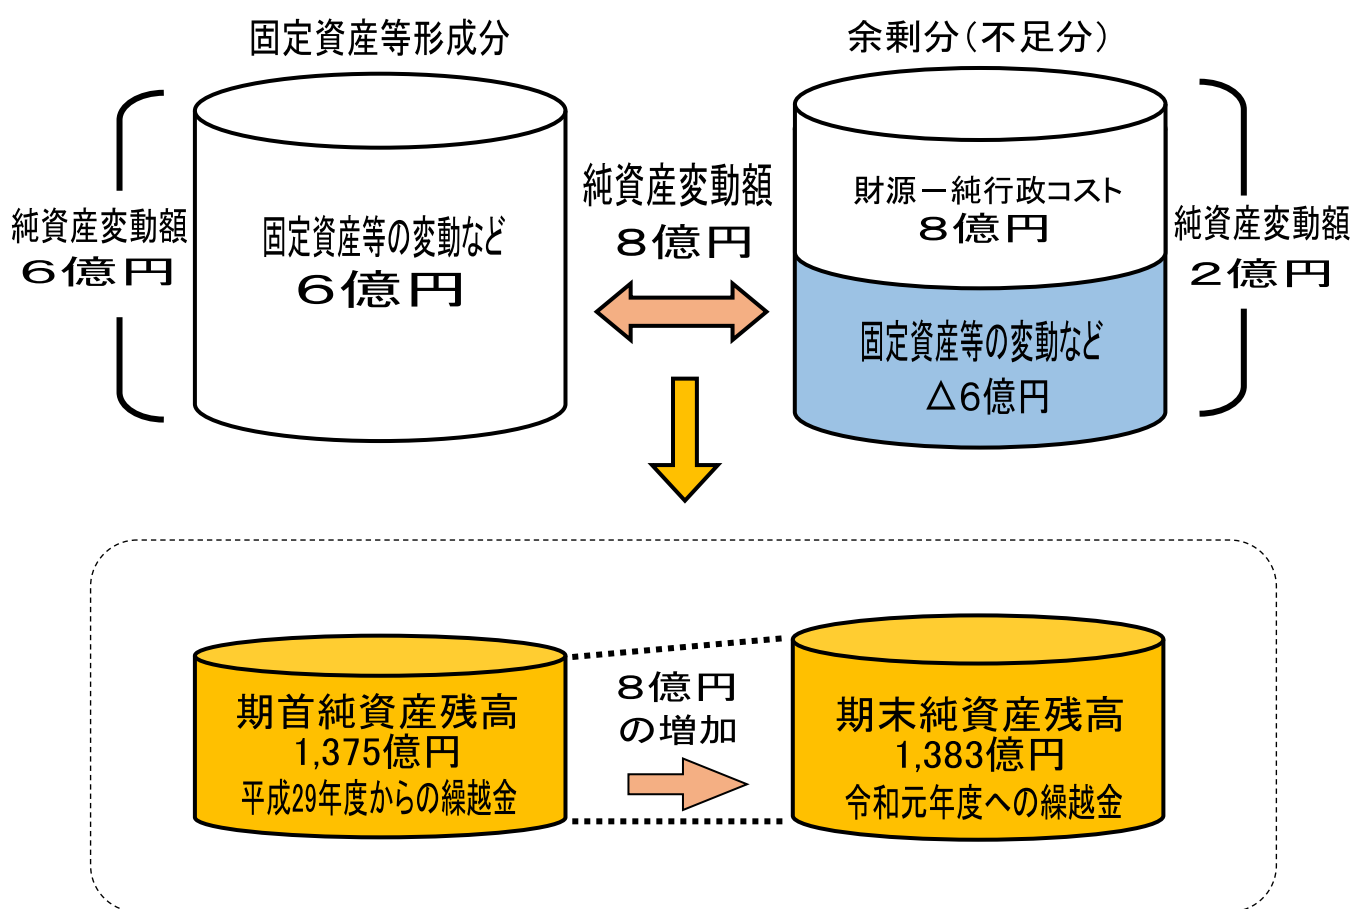 固定資産等形成分
余剰分（不足分）
純資産変動額
６億円
固定資産等の変動など
６億円
純資産変動額
８億円
財源－純行政コスト
８億円
固定資産等の変動など
△6億円
純資産変動額
２億円
期首純資産残高
1,375億円
平成29年度からの繰越金
８億円
の増加
期末純資産残高
1,383億円
令和元年度への繰越金